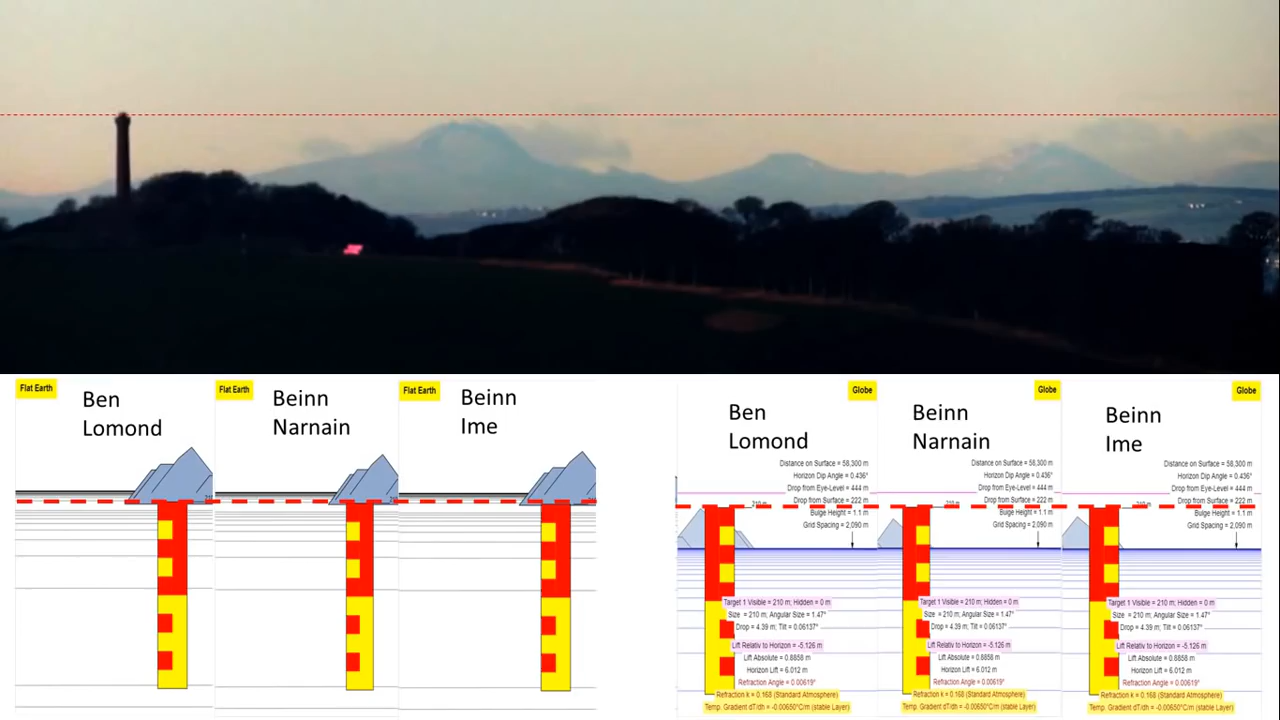 Flat Earth
Ben
Lomond
Flat Earth
Beinn
Narnain
Flat Earth
Beinn
Ime
Globe
Ben
Lomond
Distance on Surface = 58,300 m
Horizon Dip Angle = 0.436°
Drop from Eye-Level = 444 m
Drop from Surface = 222 m
210 m
Bulge Height = 1.1 m
Grid Spacing = 2,090 m
Target 1 Visible = 210 m; Hidden = 0 m
Size = 210 m; Angular Size = 1.47°
Drop = 4.39 m; Tilt = 0.06137°
Lift Relativ to Horizon = -5.126 m
Lift Absolute = 0.8858 m
Horizon Lift = 6.012 m
Refraction Angle = 0.00619°
Refraction k = 0.168 (Standard Atmosphere)
Temp. Gradient dT/dh = -0.00650°C/m (stable Layer)
Globe
Beinn
Narnain
Distance on Surface = 58,300 m
Horizon Dip Angle = 0.436°
Drop from Eye-Level = 444 m
Drop from Surface = 222 m
210 m
Bulge Height = 1.1 m
Grid Spacing = 2,090 m
Target 1 Visible = 210 m; Hidden = 0 m
Size = 210 m; Angular Size = 1.47°
Drop = 4.39 m; Tilt = 0.06137°
Lift Relativ to Horizon = -5.126 m
Lift Absolute = 0.8858 m
Horizon Lift = 6.012 m
Refraction Angle = 0.00619°
Refraction k = 0.168 (Standard Atmosphere)
Temp. Gradient dT/dh = -0.00650°C/m (stable Layer)
Globe
Beinn
Ime
Distance on Surface = 58,300 m
Horizon Dip Angle = 0.436°
Drop from Eye-Level = 444 m
Drop from Surface = 222 m
210 m
Bulge Height = 1.1 m
Grid Spacing = 2,090 m
Target 1 Visible = 210 m; Hidden = 0 m
Size = 210 m; Angular Size = 1.47°
Drop = 4.39 m; Tilt = 0.06137°
Lift Relativ to Horizon = -5.126 m
Lift Absolute = 0.8858 m
Horizon Lift = 6.012 m
Refraction Angle = 0.00619°
Refraction k = 0.168 (Standard Atmosphere)
Temp. Gradient dT/dh = -0.00650°C/m (stable Layer)